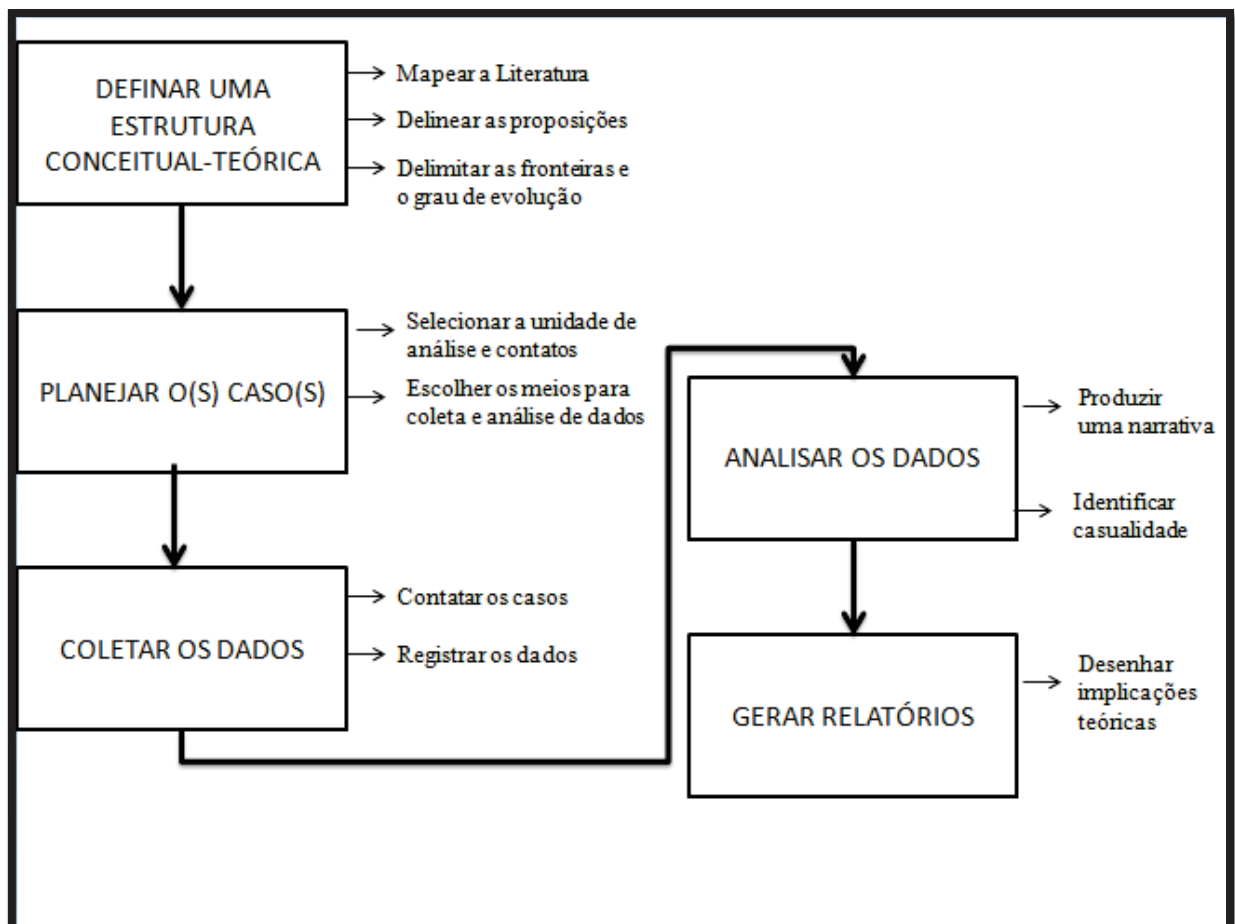 DEFINAR UMA
ESTRUTURA
CONCEITUAL-TEÓRICA
Mapear a Literatura
Delinear as proposições
Delimitar as fronteiras e
o grau de evolução
PLANEJAR O(S) CASO(S)
Selecionar a unidade de
análise e contatos
Escolher os meios para
coleta e análise de dados
COLETAR OS DADOS
Contatar os casos
Registrar os dados
ANALISAR OS DADOS
Produzir
uma narrativa
Identificar
casualidade
GERAR RELATÓRIOS
Desenhar
implicações
teóricas